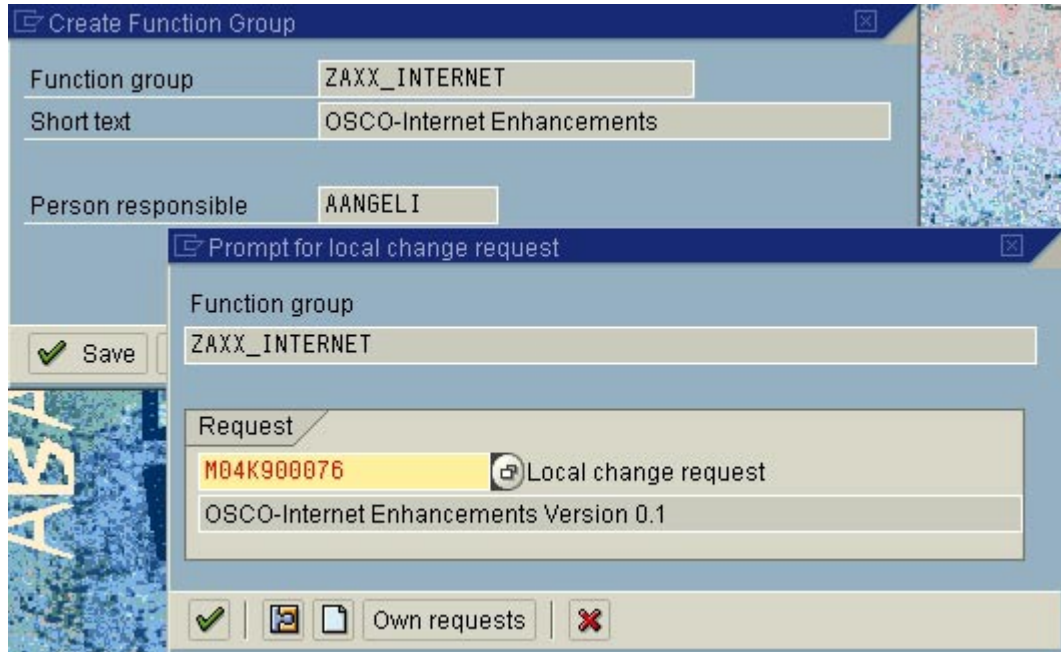 Create Function Group
Function group ZAXX_INTERNET
Short text OSCO-Internet Enhancements
Person responsible AANGELI
Save
Prompt for local change request
Function group
ZAXX_INTERNET
Request
M04K900076 Local change request
OSCO-Internet Enhancements Version 0.1
Own requests